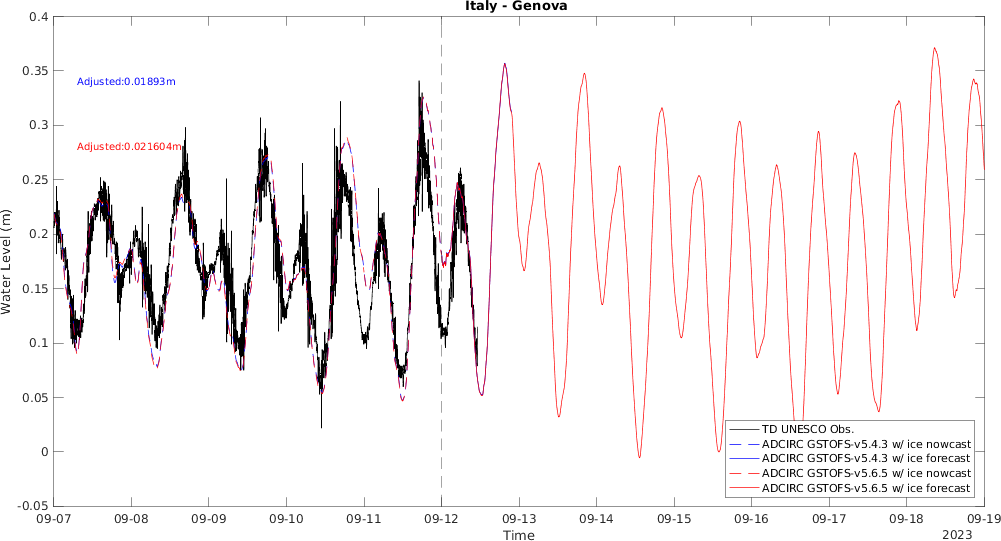 Italy - Genova
Adjusted:0.01893m
Adjusted:0.021604m
Water Level (m)
0.4
0.35
0.3
0.25
0.2
0.15
0.1
0.05
0
-0.05
TD UNESCO Obs.
ADCIRC GSTOFS-v5.4.3 w/ ice nowcast
ADCIRC GSTOFS-v5.4.3 w/ ice forecast
ADCIRC GSTOFS-v5.6.5 w/ ice nowcast
ADCIRC GSTOFS-v5.6.5 w/ ice forecast
09-07 09-08 09-09 09-10 09-11 09-12 09-13 09-14 09-15 09-16 09-17 09-18 09-19
Time
2023